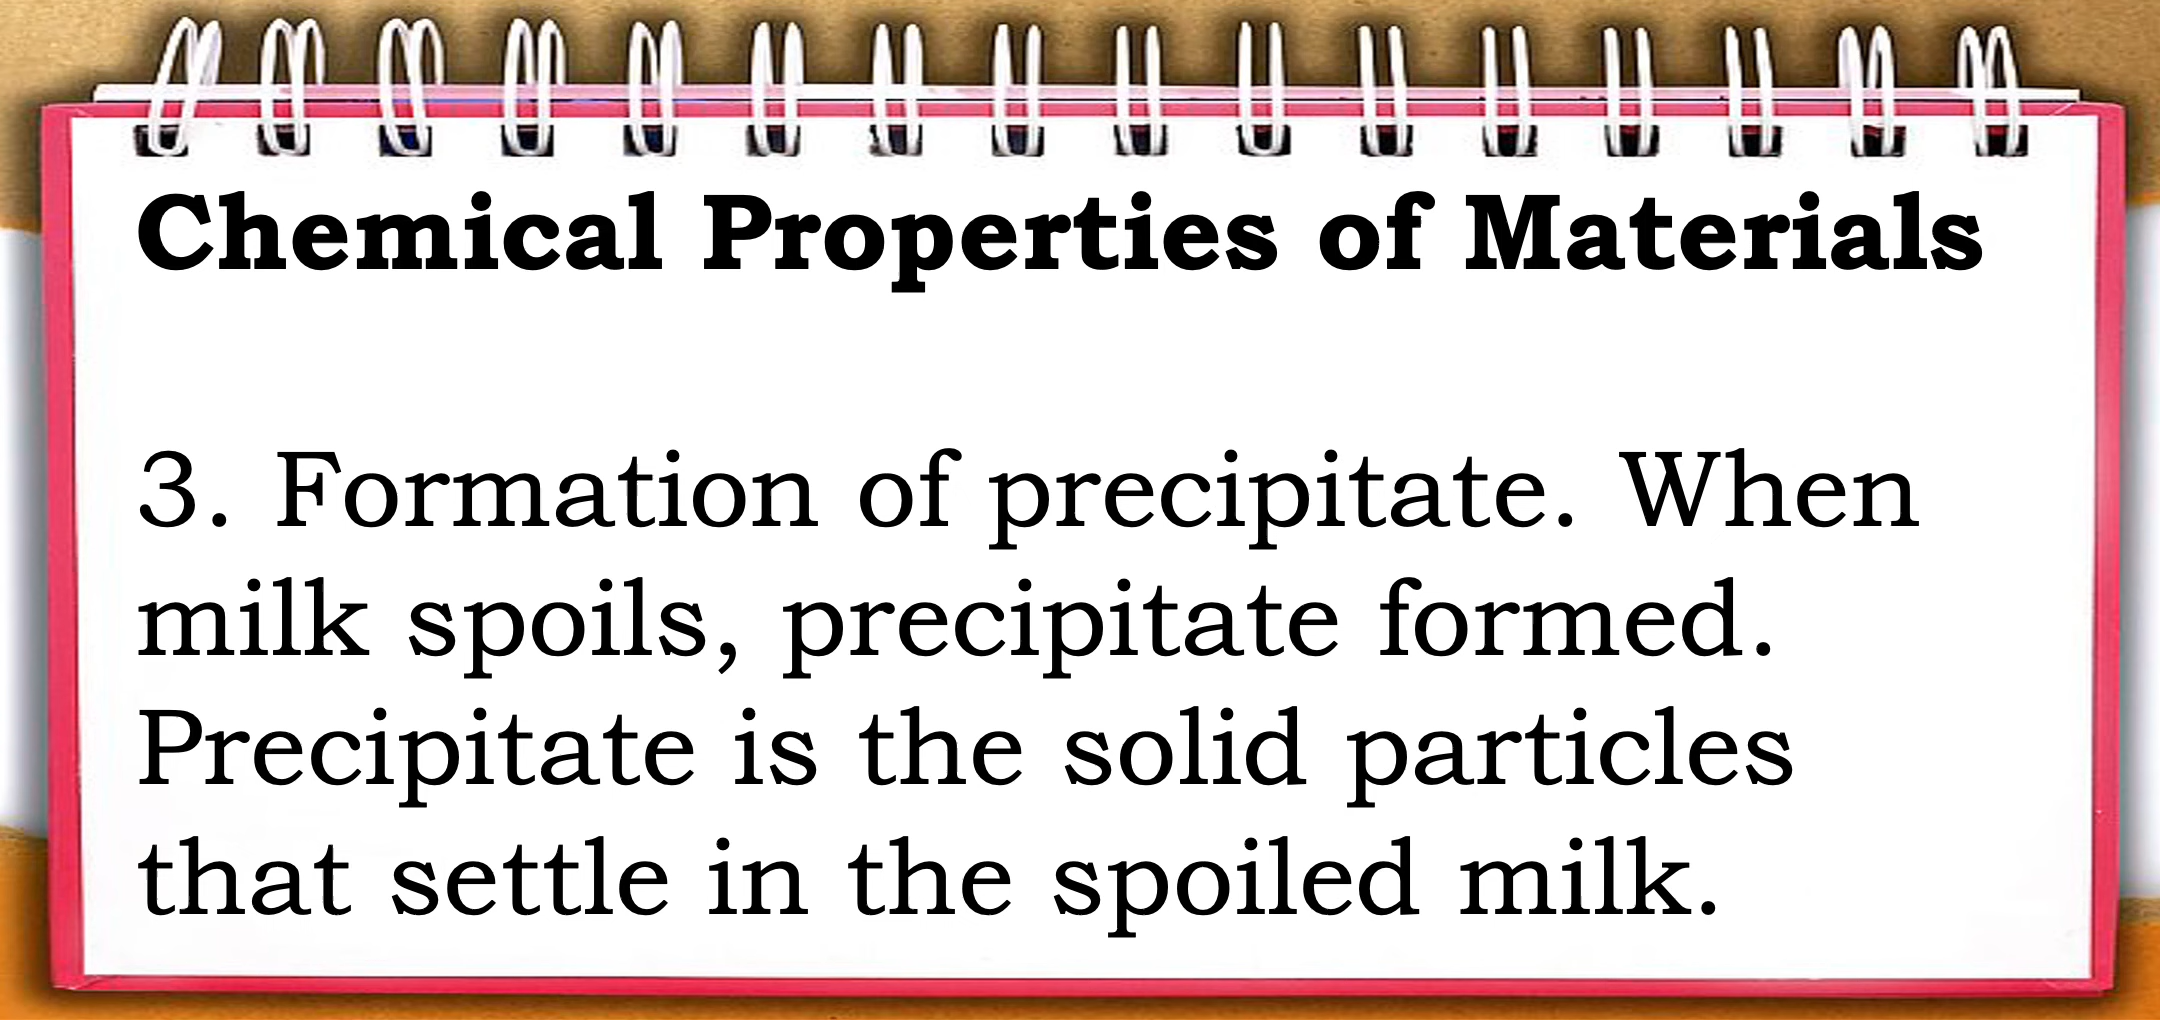 Chemical Properties of Materials
3. Formation of precipitate. When
milk spoils, precipitate formed.
Precipitate is the solid particles
that settle in the spoiled milk.